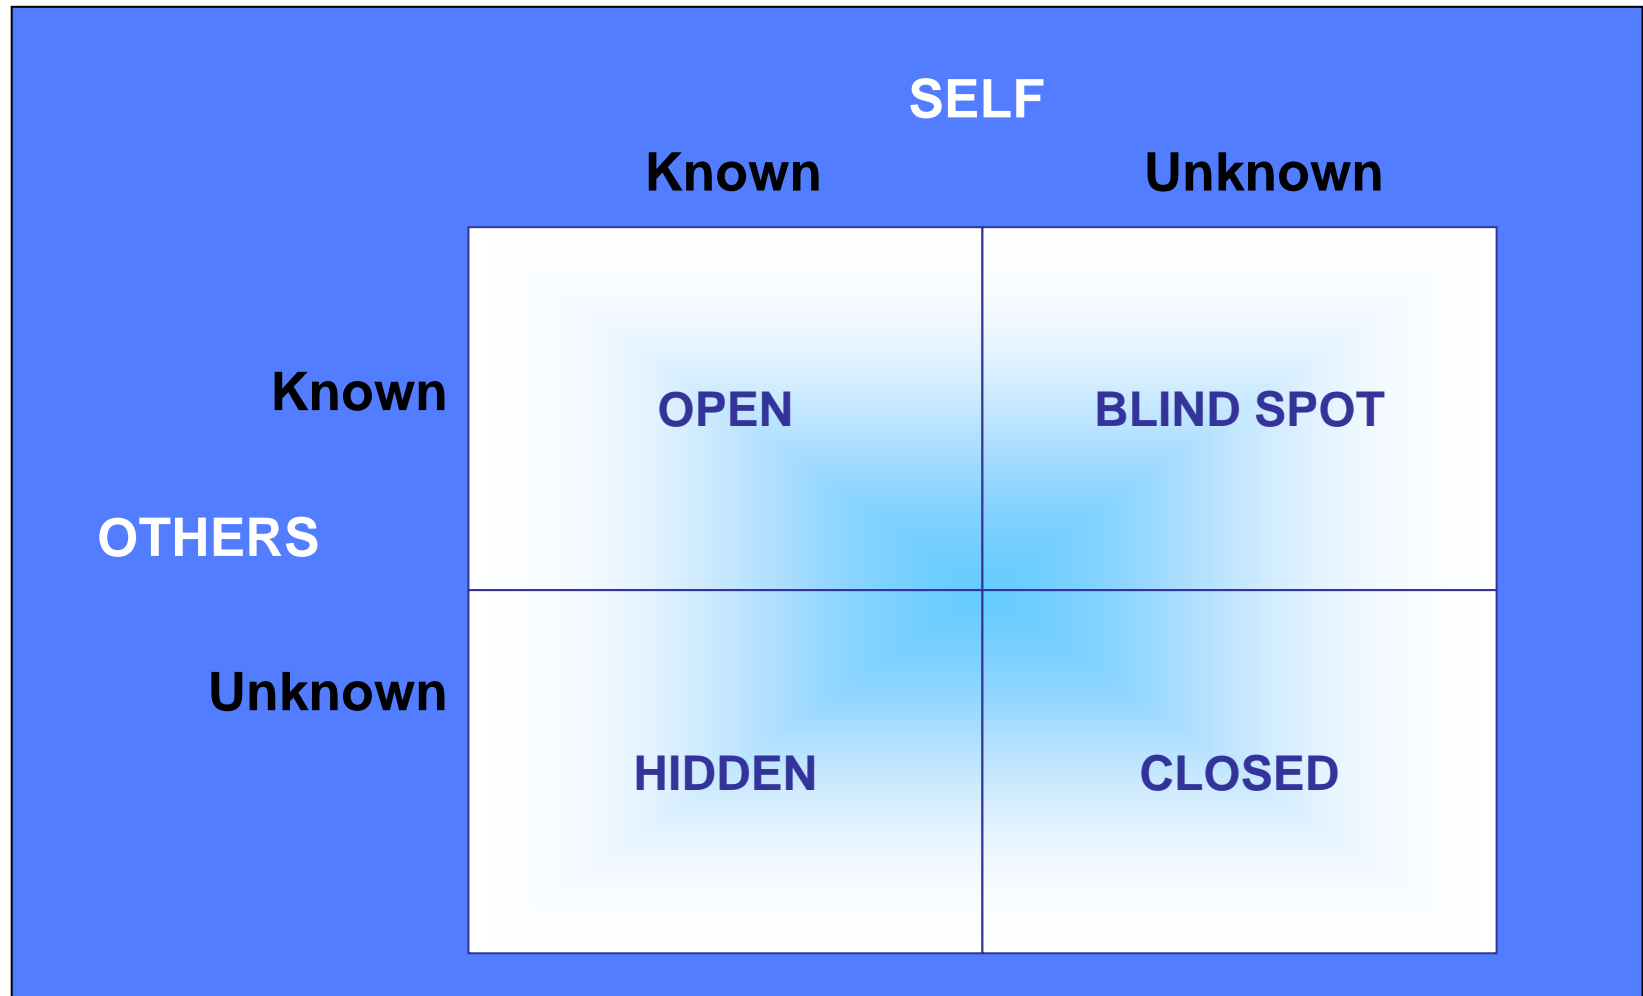 SELF
Known Unknown
Known
OPEN BLIND SPOT
OTHERS
Unknown
HIDDEN CLOSED